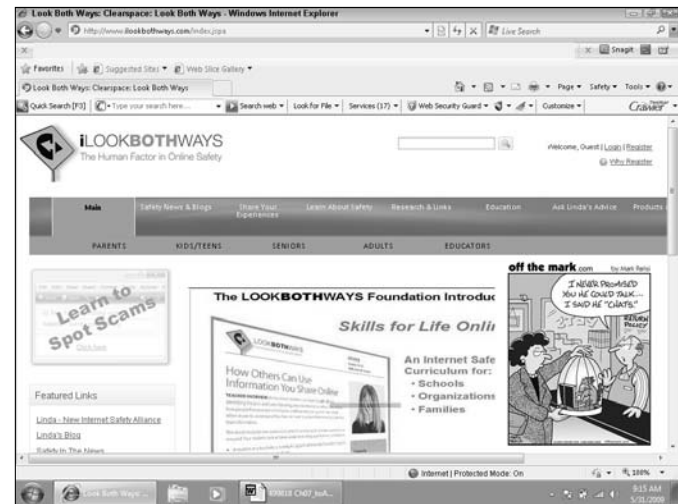 Look Both Ways: Clearspace: Look Both Ways - Windows Internet Explorer
http://www.ilookbothways.com/index.jspa
Live Search
Snagit
Favorites Suggested Sites Web Slice Gallery
Look Both Ways: Clearspace: Look Both Ways
Page Safety Tools
Quick Search [F3] Type your search here... Search web Look for File Services (17) Web Security Guard Customize Crawler
iLOOKBOTHWAYS
The Human Factor in Online Safety
Welcome, Guest | Login | Register
Why Register
Main Safety News & Blogs Share Your Experiences Learn About Safety Research & Links Education Ask Linda's Advice Products
PARENTS KIDS/TEENS SENIORS ADULTS EDUCATORS
Learn to
Spot Scams
Click here
The LOOKBOTHWAYS Foundation Introduc
Skills for Life Onlin
LOOKBOTHWAYS
How Others Can Use
Information You Share Online
An Internet Safe
Curriculum for:
• Schools
• Organizations
• Families
off the mark.com by Mark Parisi
I NEVER PROMISED
YOU HE COULD TALK...
I SAID HE "CHATS."
RETURN
POLICY
Featured Links
Linda - New Internet Safety Alliance
Linda's Blog
Safety In The News
Internet | Protected Mode: On
100%
Look Both Ways
9:15 AM
5/31/2009